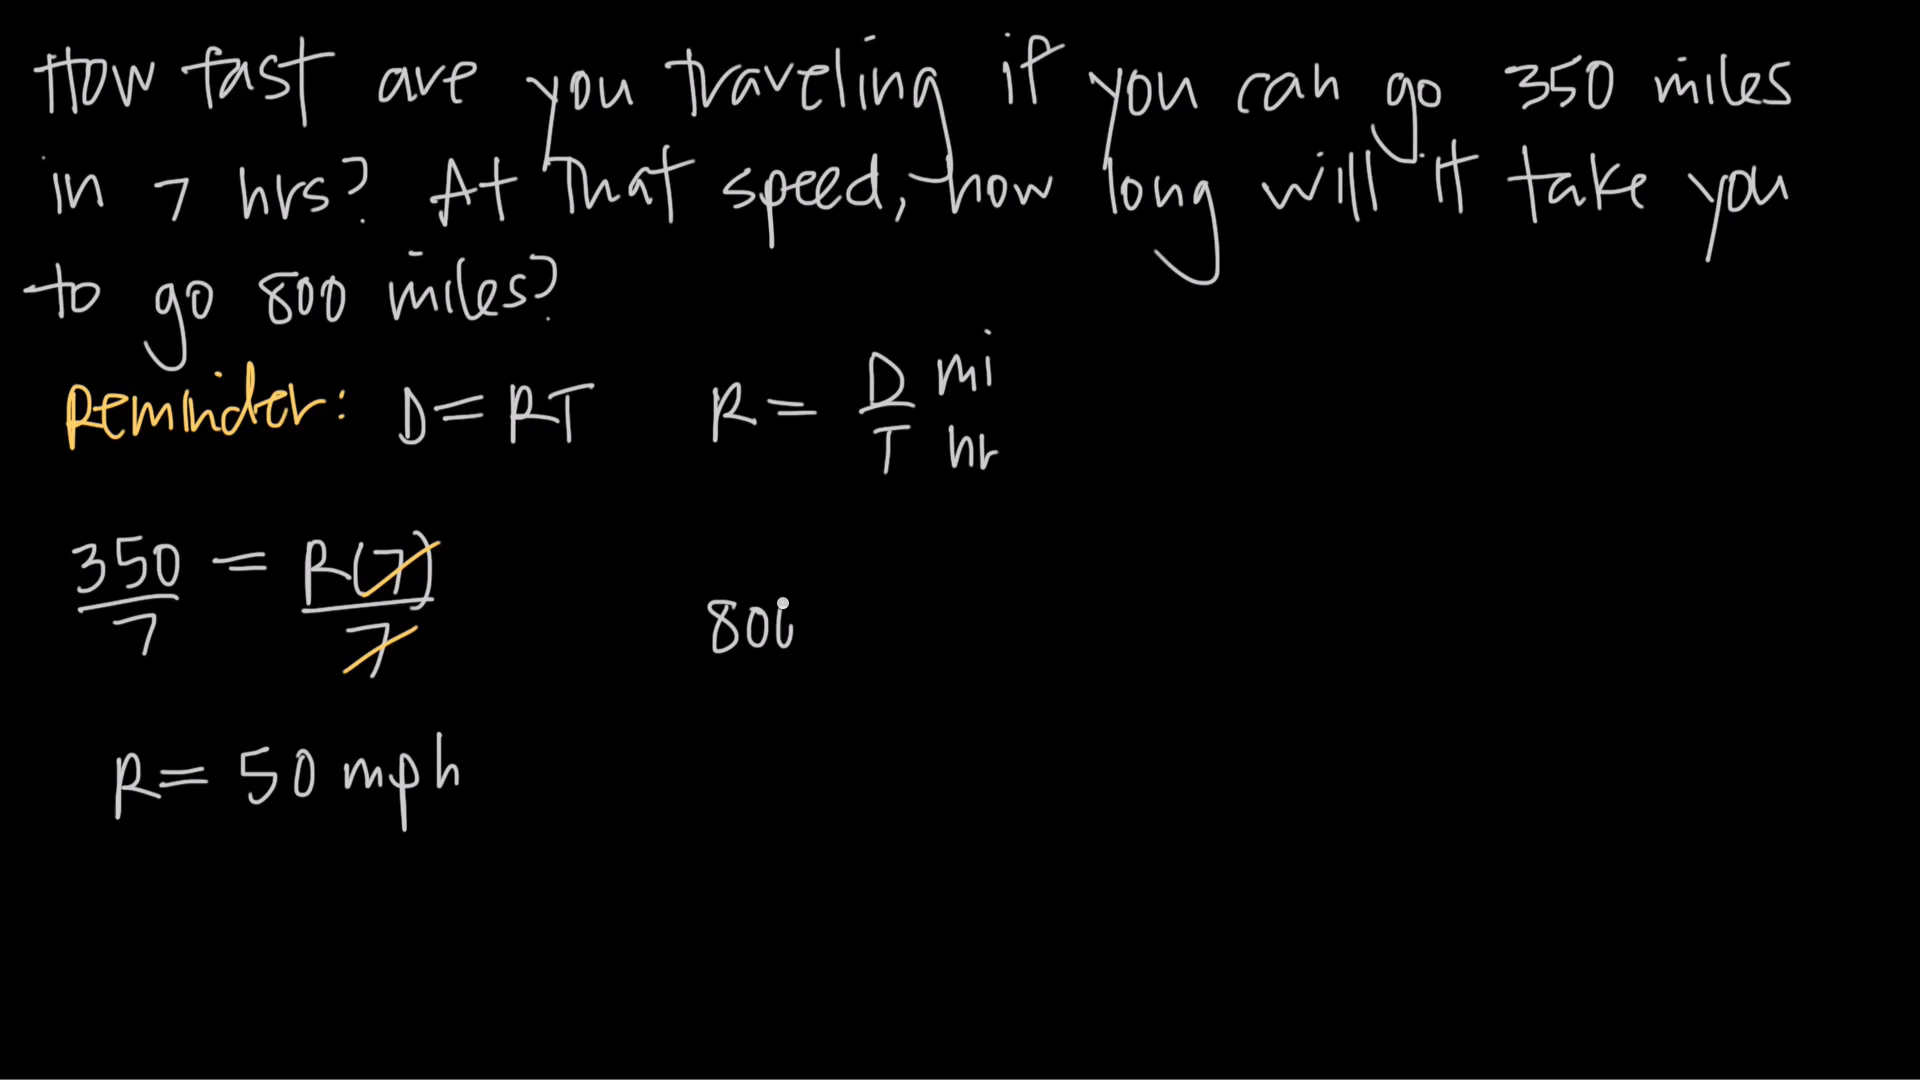 How fast are you traveling if you can go 350 miles
in 7 hrs? At that speed, how long will it take you
to go 800 miles?
Reminder: D = RT R = D/T mi/hr
350/7 = R(7)/7
800
R = 50 mph